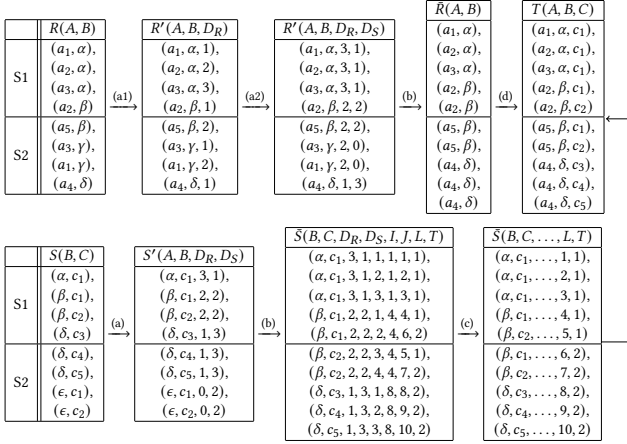 R(A, B)
S1
(a₁, α),
(a₂, α),
(a₃, α),
(a₂, β)
S2
(a₅, β),
(a₃, γ),
(a₁, γ),
(a₄, δ)
(a1)
R′(A, B, D_R)
(a₁, α, 1),
(a₂, α, 2),
(a₃, α, 3),
(a₂, β, 1)
(a₅, β, 2),
(a₃, γ, 1),
(a₁, γ, 2),
(a₄, δ, 1)
(a2)
R′(A, B, D_R, D_S)
(a₁, α, 3, 1),
(a₂, α, 3, 1),
(a₃, α, 3, 1),
(a₂, β, 2, 2)
(a₅, β, 2, 2),
(a₃, γ, 2, 0),
(a₁, γ, 2, 0),
(a₄, δ, 1, 3)
(b)
R̄(A, B)
(a₁, α),
(a₂, α),
(a₃, α),
(a₂, β),
(a₂, β)
(a₅, β),
(a₅, β),
(a₄, δ),
(a₄, δ),
(a₄, δ)
(d)
T(A, B, C)
(a₁, α, c₁),
(a₂, α, c₁),
(a₃, α, c₁),
(a₂, β, c₁),
(a₂, β, c₂)
(a₅, β, c₁),
(a₅, β, c₂),
(a₄, δ, c₃),
(a₄, δ, c₄),
(a₄, δ, c₅)
S(B, C)
S1
(α, c₁),
(β, c₁),
(β, c₂),
(δ, c₃)
S2
(δ, c₄),
(δ, c₅),
(ϵ, c₁),
(ϵ, c₂)
(a)
S′(A, B, D_R, D_S)
(α, c₁, 3, 1),
(β, c₁, 2, 2),
(β, c₂, 2, 2),
(δ, c₃, 1, 3)
(δ, c₄, 1, 3),
(δ, c₅, 1, 3),
(ϵ, c₁, 0, 2),
(ϵ, c₂, 0, 2)
(b)
S̄(B, C, D_R, D_S, I, J, L, T)
(α, c₁, 3, 1, 1, 1, 1, 1),
(α, c₁, 3, 1, 2, 1, 2, 1),
(α, c₁, 3, 1, 3, 1, 3, 1),
(β, c₁, 2, 2, 1, 4, 4, 1),
(β, c₁, 2, 2, 2, 4, 6, 2)
(β, c₂, 2, 2, 3, 4, 5, 1),
(β, c₂, 2, 2, 4, 4, 7, 2),
(δ, c₃, 1, 3, 1, 8, 8, 2),
(δ, c₄, 1, 3, 2, 8, 9, 2),
(δ, c₅, 1, 3, 3, 8, 10, 2)
(c)
S̄(B, C, . . . , L, T)
(α, c₁, . . . , 1, 1),
(α, c₁, . . . , 2, 1),
(α, c₁, . . . , 3, 1),
(β, c₁, . . . , 4, 1),
(β, c₂, . . . , 5, 1)
(β, c₁, . . . , 6, 2),
(β, c₂, . . . , 7, 2),
(δ, c₃, . . . , 8, 2),
(δ, c₄, . . . , 9, 2),
(δ, c₅, . . . , 10, 2)